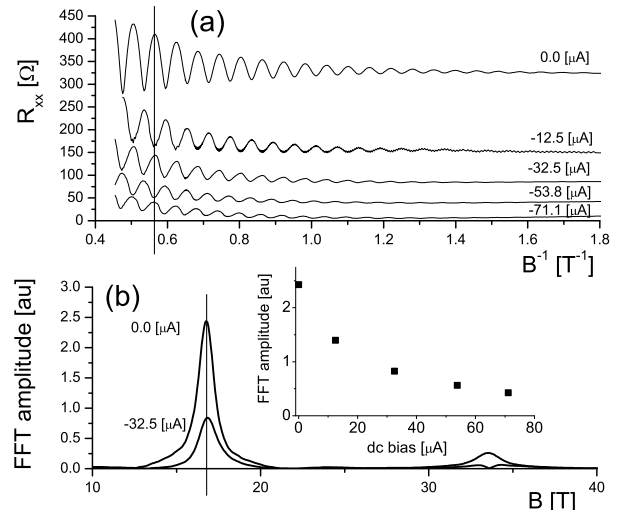 (a)
450
400
350
300
250
200
150
100
50
0
Rxx [Ω]
0.0 [μA]
-12.5 [μA]
-32.5 [μA]
-53.8 [μA]
-71.1 [μA]
0.4 0.6 0.8 1.0 1.2 1.4 1.6 1.8
B-1 [T-1]
(b)
3.0
2.5
2.0
1.5
1.0
0.5
0.0
FFT amplitude [au]
0.0 [μA]
-32.5 [μA]
10 20 30 40
B [T]
FFT amplitude [au]
2
1
0
0 20 40 60 80
dc bias [μA]